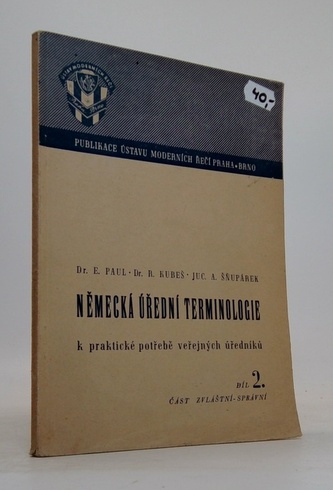 40,-
PUBLIKACE ÚSTAVU MODERNÍCH ŘEČÍ PRAHA • BRNO
Dr. E. PAUL · Dr. R. KUBEŠ · JUC. A. ŠŇUPÁREK
NĚMECKÁ ÚŘEDNÍ TERMINOLOGIE
k praktické potřebě veřejných úředníků
DÍL 2.
ČÁST ZVLÁŠTNÍ-SPRÁVNÍ